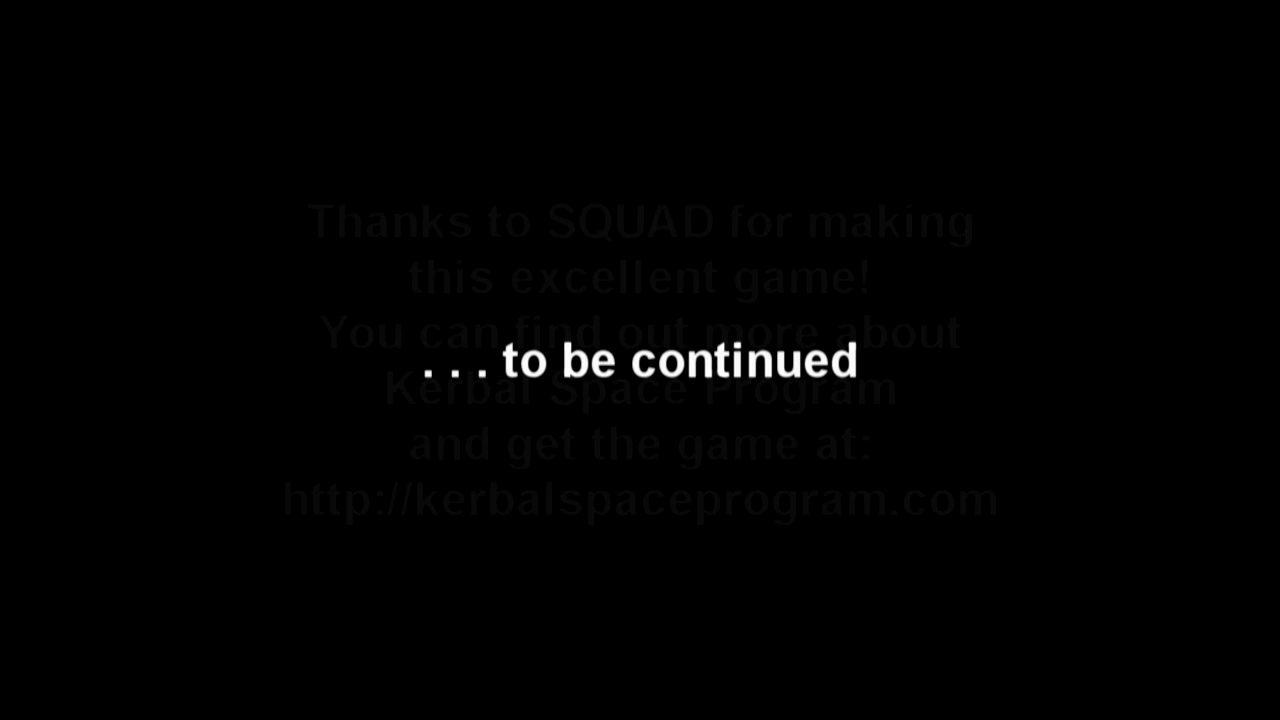 Thanks to SQUAD for making
this excellent game!
You can find out more about
. . . to be continued
Kerbal Space Program
and get the game at:
http://kerbalspaceprogram.com